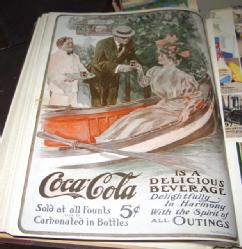 Coca-Cola
Sold at all Founts 5¢
Carbonated in Bottles
IS A
DELICIOUS
BEVERAGE
Delightfully
In Harmony
With the Spirit of
ALL OUTINGS